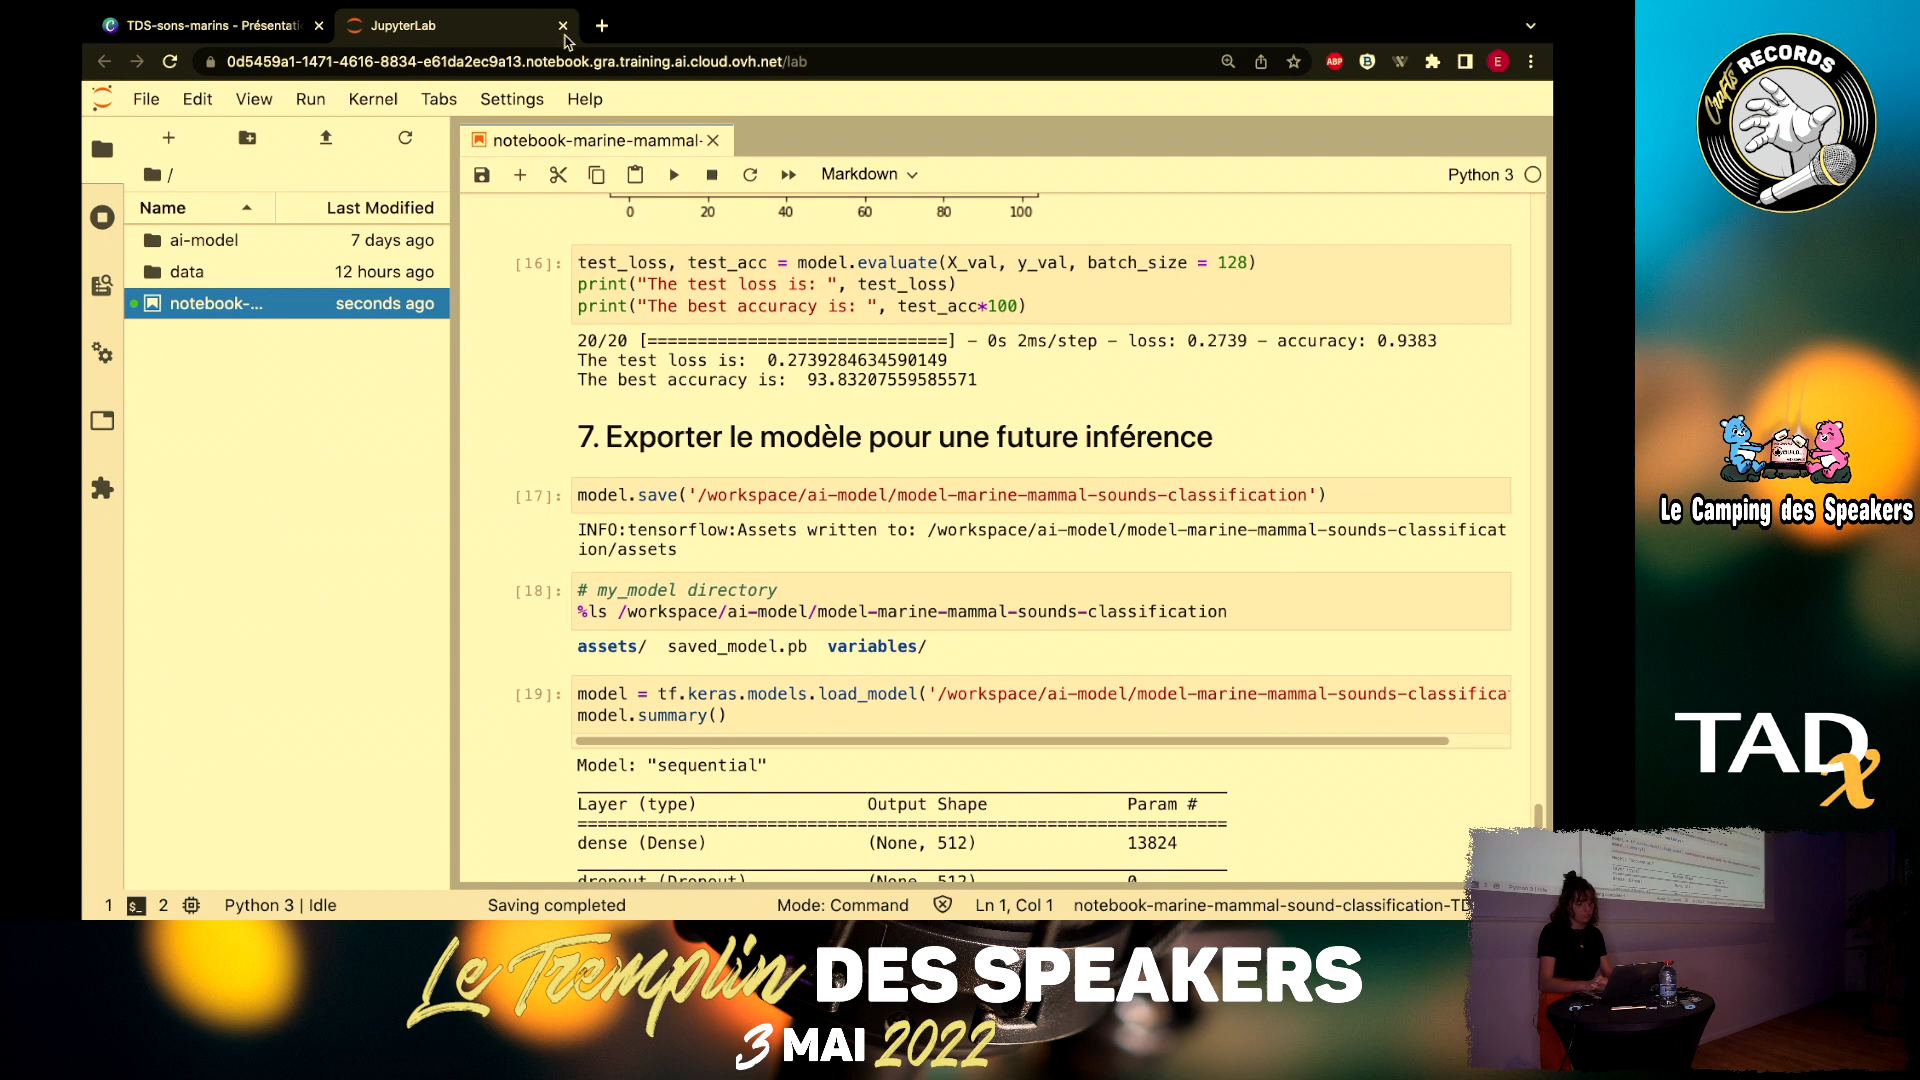 TDS-sons-marins - Présentati
JupyterLab
0d5459a1-1471-4616-8834-e61da2ec9a13.notebook.gra.training.ai.cloud.ovh.net/lab
ABP
B
W
E
File Edit View Run Kernel Tabs Settings Help
notebook-marine-mammal-
/
Markdown
Python 3
Name
Last Modified
ai-model
7 days ago
data
12 hours ago
notebook-...
seconds ago
0 20 40 60 80 100
[16]:
test_loss, test_acc = model.evaluate(X_val, y_val, batch_size = 128)
print("The test loss is: ", test_loss)
print("The best accuracy is: ", test_acc*100)
20/20 [==============================] - 0s 2ms/step - loss: 0.2739 - accuracy: 0.9383
The test loss is:  0.2739284634590149
The best accuracy is:  93.83207559585571
7. Exporter le modèle pour une future inférence
[17]:
model.save('/workspace/ai-model/model-marine-mammal-sounds-classification')
INFO:tensorflow:Assets written to: /workspace/ai-model/model-marine-mammal-sounds-classificat
ion/assets
[18]:
# my_model directory
%ls /workspace/ai-model/model-marine-mammal-sounds-classification
assets/  saved_model.pb  variables/
[19]:
model = tf.keras.models.load_model('/workspace/ai-model/model-marine-mammal-sounds-classifica
model.summary()
Model: "sequential"
Layer (type) Output Shape Param #
=================================================================
dense (Dense) (None, 512) 13824
dropout (Dropout) (None, 512) 0
1 $_ 2 Python 3 | Idle
Saving completed
Mode: Command
Ln 1, Col 1
notebook-marine-mammal-sound-classification-TD
Crafts RECORDS
Le Camping des Speakers
TADx
Le Tremplin DES SPEAKERS
3 MAI 2022